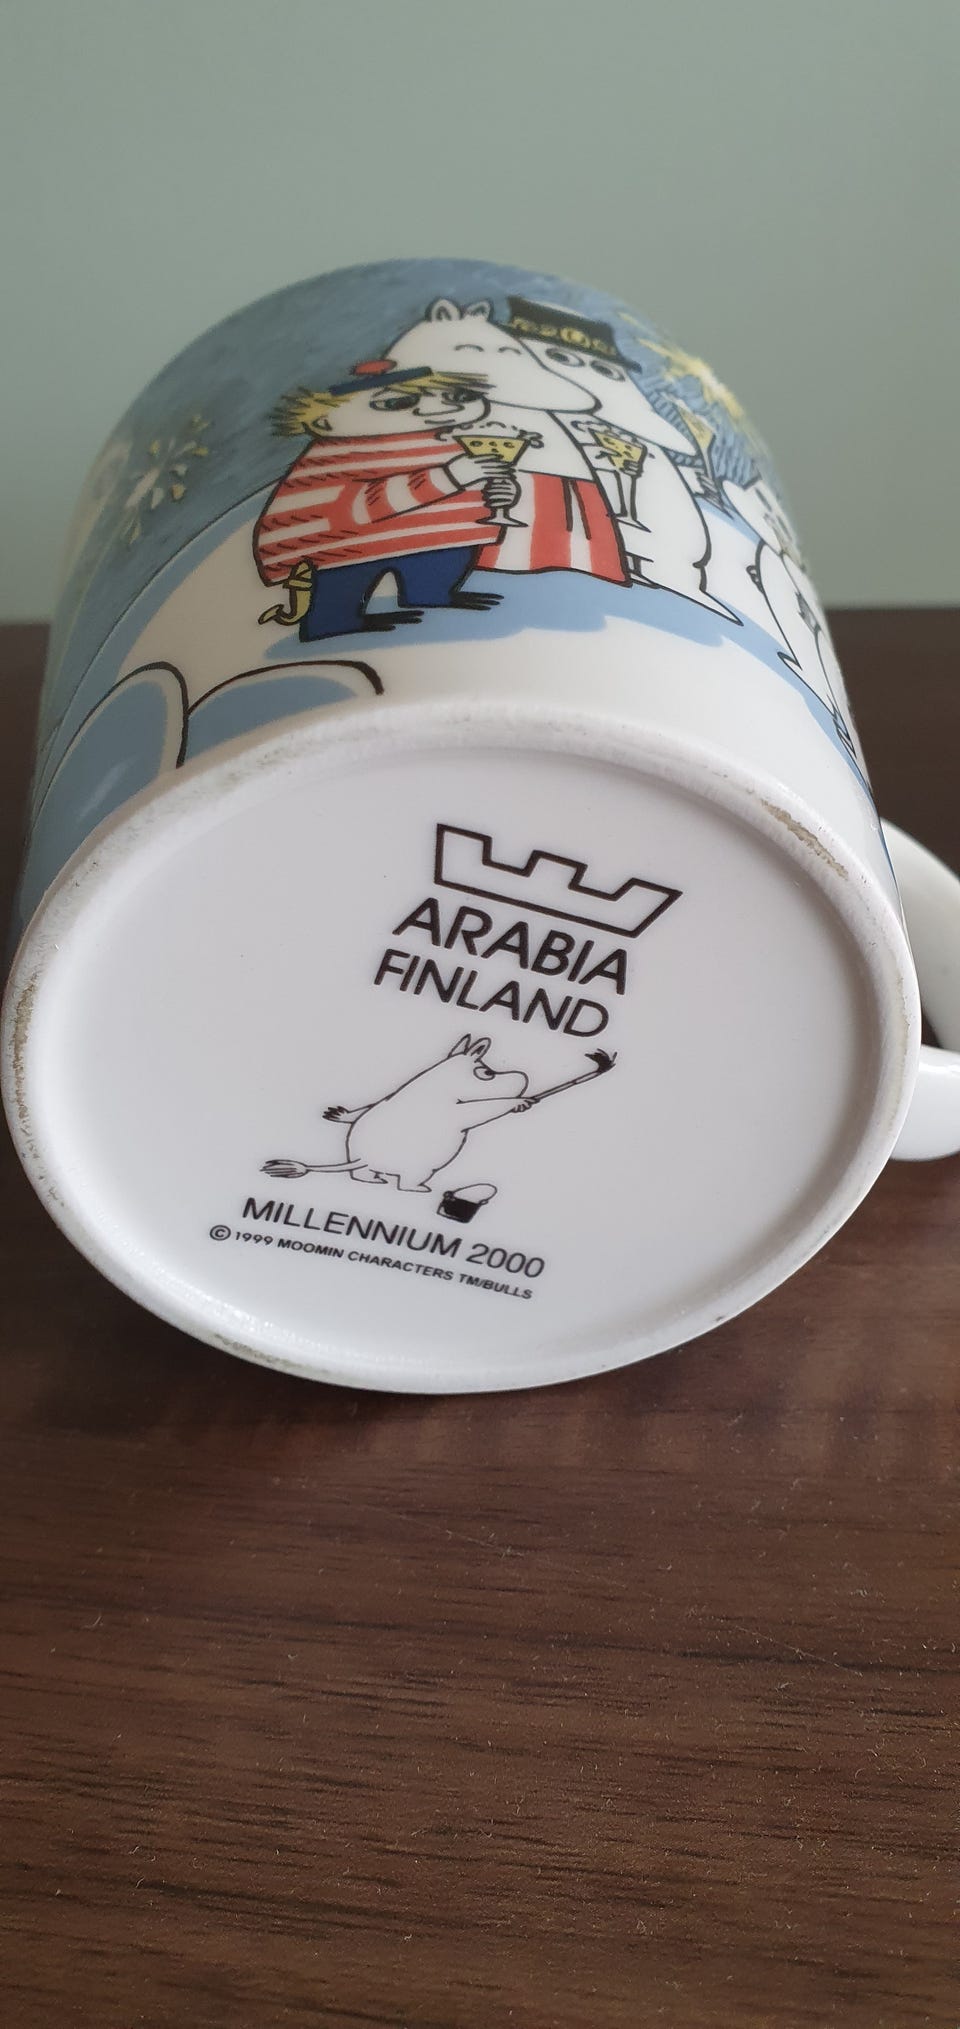 ARABIA
FINLAND
MILLENNIUM 2000
© 1999 MOOMIN CHARACTERS TM/BULLS